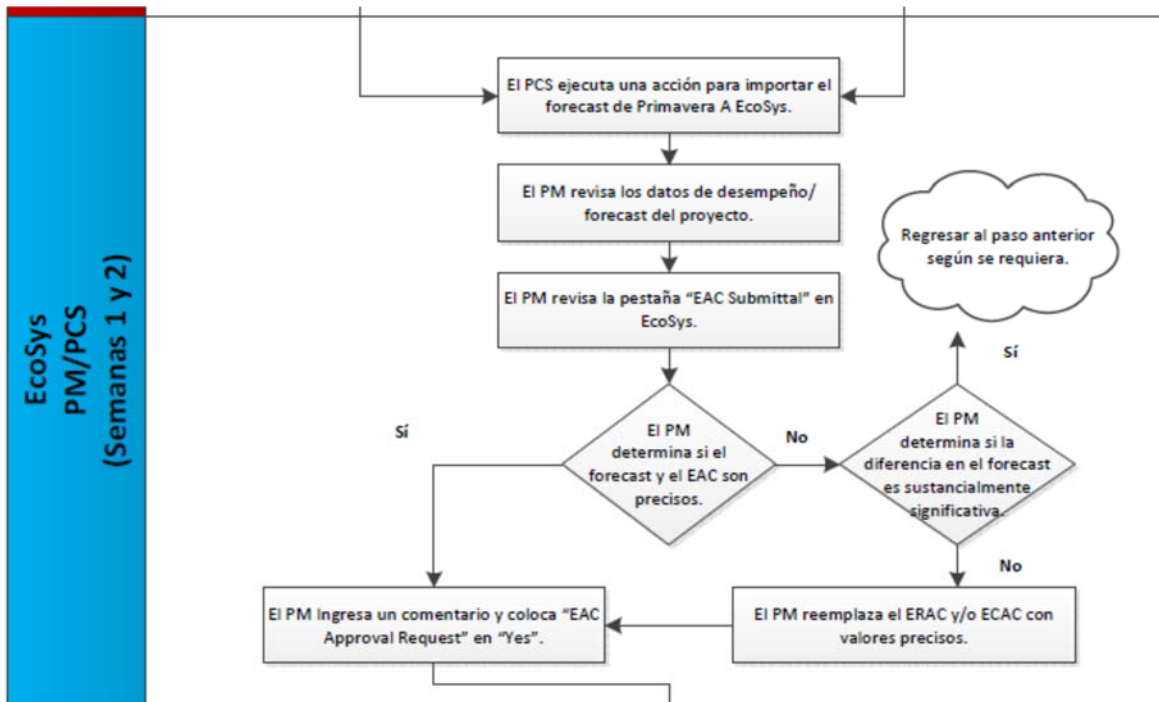 EcoSys
PM/PCS
(Semanas 1 y 2)
El PCS ejecuta una acción para importar el
forecast de Primavera A EcoSys.
El PM revisa los datos de desempeño/
forecast del proyecto.
Regresar al paso anterior
según se requiera.
El PM revisa la pestaña “EAC Submittal” en
EcoSys.
Sí
Sí
El PM
determina si el
forecast y el EAC son
precisos.
No
El PM
determina si la
diferencia en el forecast
es sustancialmente
significativa.
No
El PM Ingresa un comentario y coloca “EAC
Approval Request” en “Yes”.
El PM reemplaza el ERAC y/o ECAC con
valores precisos.